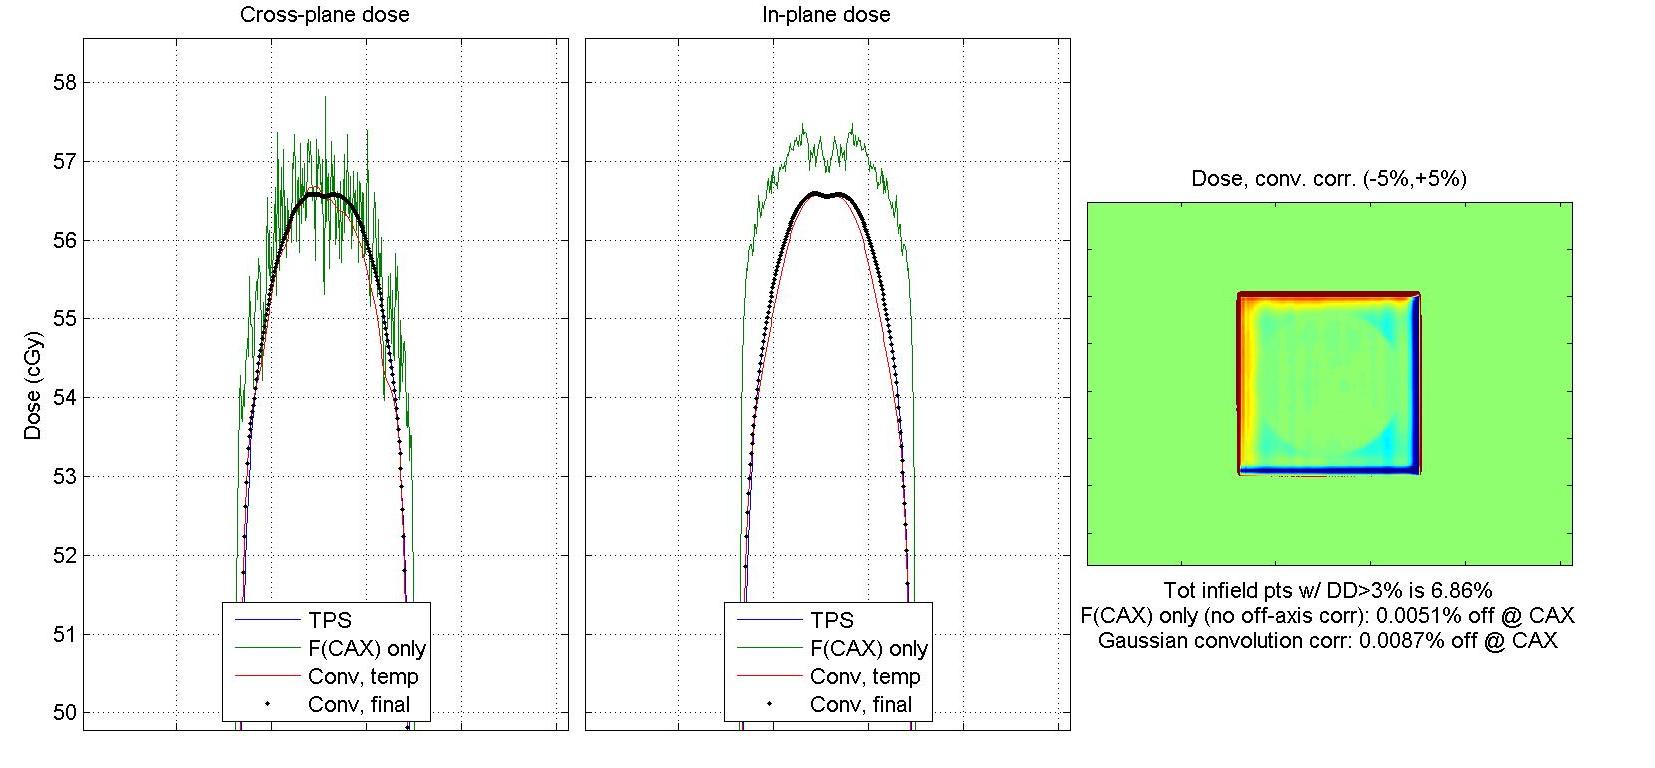 Cross-plane dose
In-plane dose
58
57
56
55
54
53
52
51
50
Dose (cGy)
TPS
F(CAX) only
Conv, temp
Conv, final
TPS
F(CAX) only
Conv, temp
Conv, final
Dose, conv. corr. (-5%,+5%)
Tot infield pts w/ DD>3% is 6.86%
F(CAX) only (no off-axis corr): 0.0051% off @ CAX
Gaussian convolution corr: 0.0087% off @ CAX